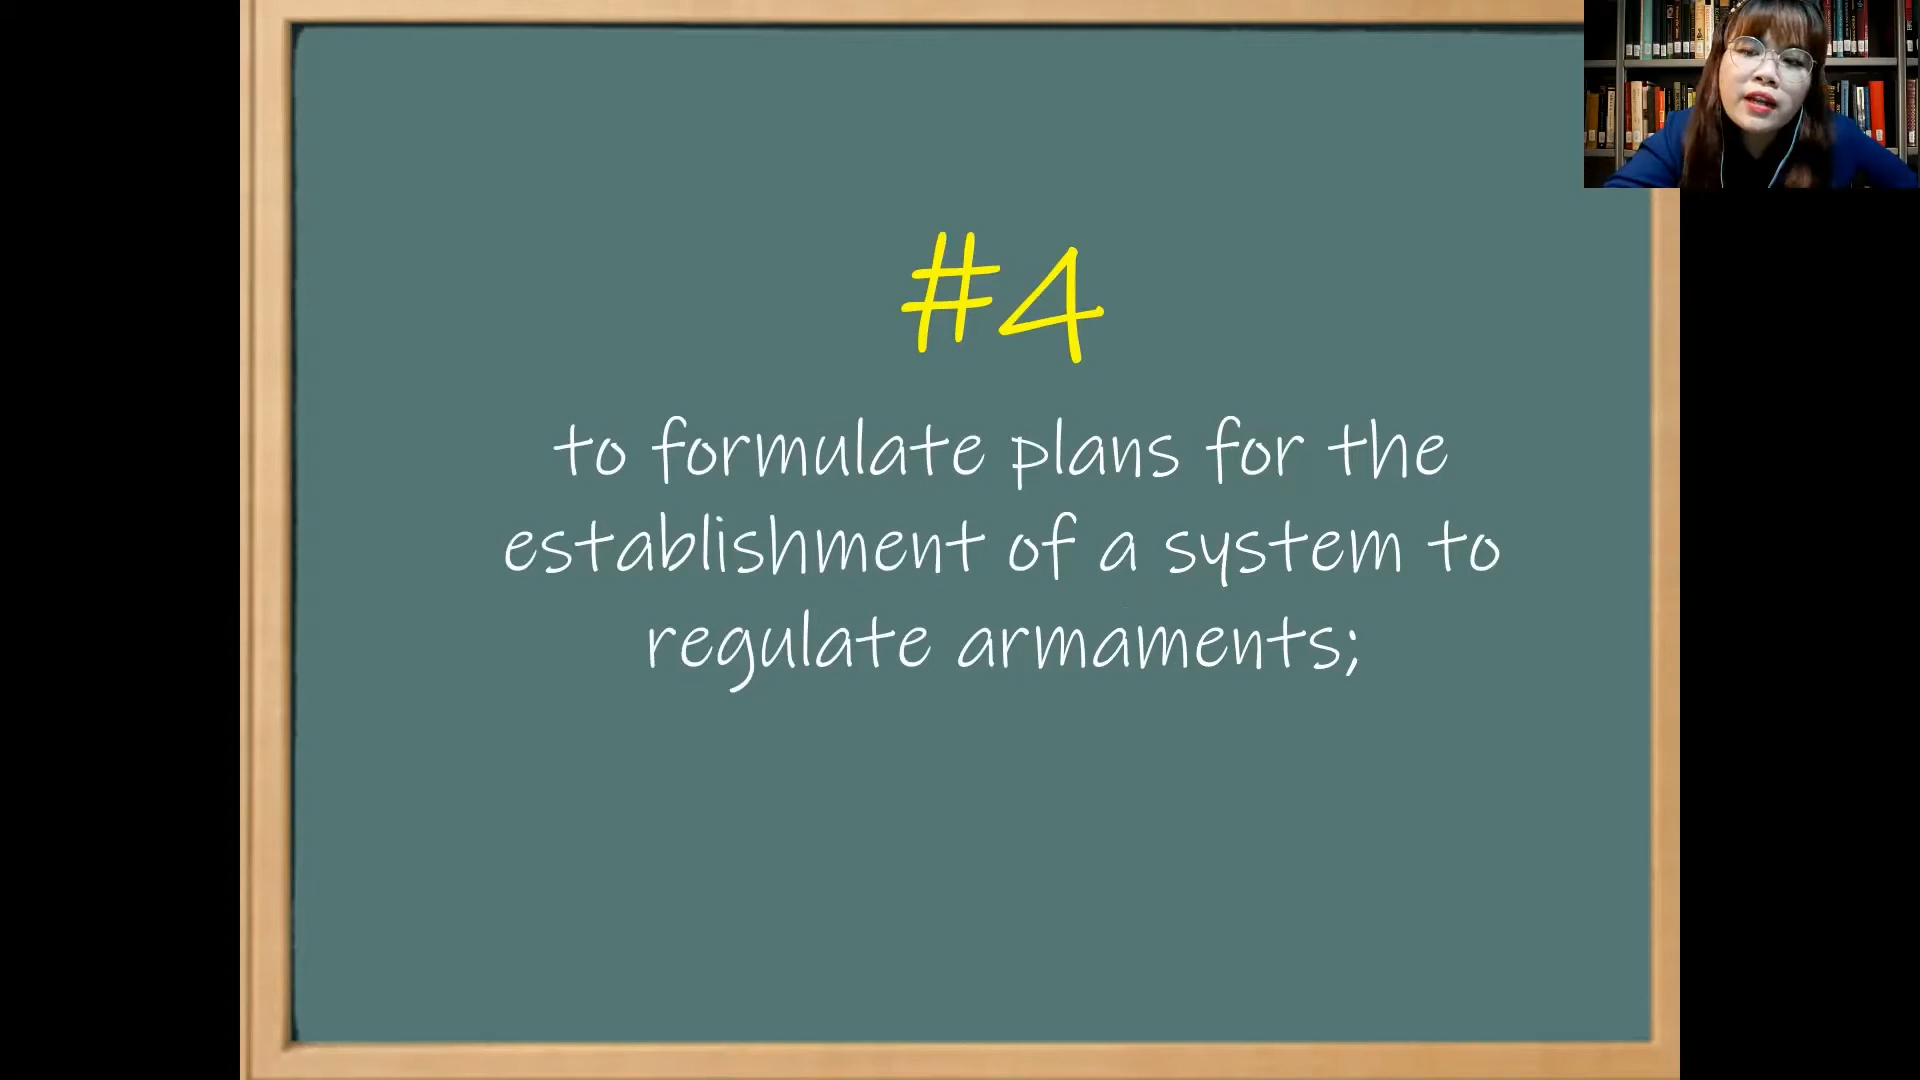 #4
to formulate plans for the
establishment of a system to
regulate armaments;